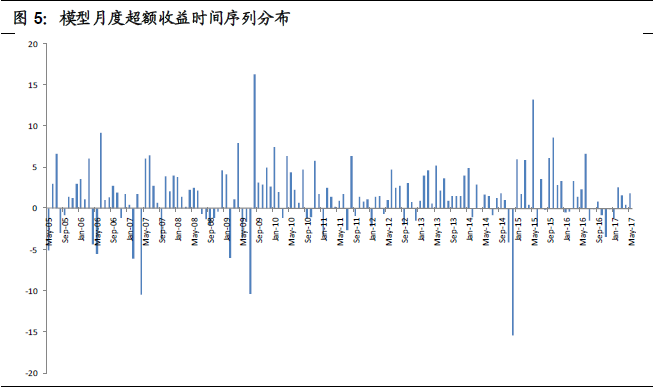 图 5: 模型月度超额收益时间序列分布
20
15
10
5
0
-5
-10
-15
-20
May-05
Sep-05
Jan-06
May-06
Sep-06
Jan-07
May-07
Sep-07
Jan-08
May-08
Sep-08
Jan-09
May-09
Sep-09
Jan-10
May-10
Sep-10
Jan-11
May-11
Sep-11
Jan-12
May-12
Sep-12
Jan-13
May-13
Sep-13
Jan-14
May-14
Sep-14
Jan-15
May-15
Sep-15
Jan-16
May-16
Sep-16
Jan-17
May-17